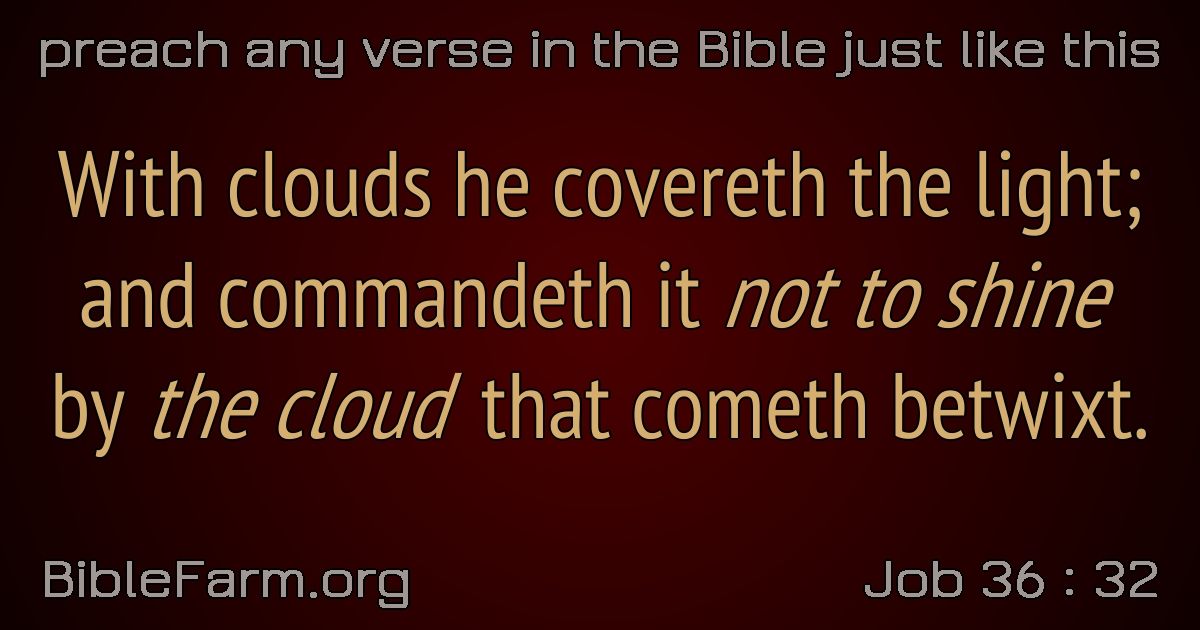 preach any verse in the Bible just like this
With clouds he covereth the light;
and commandeth it not to shine
by the cloud that cometh betwixt.
BibleFarm.org
Job 36 : 32